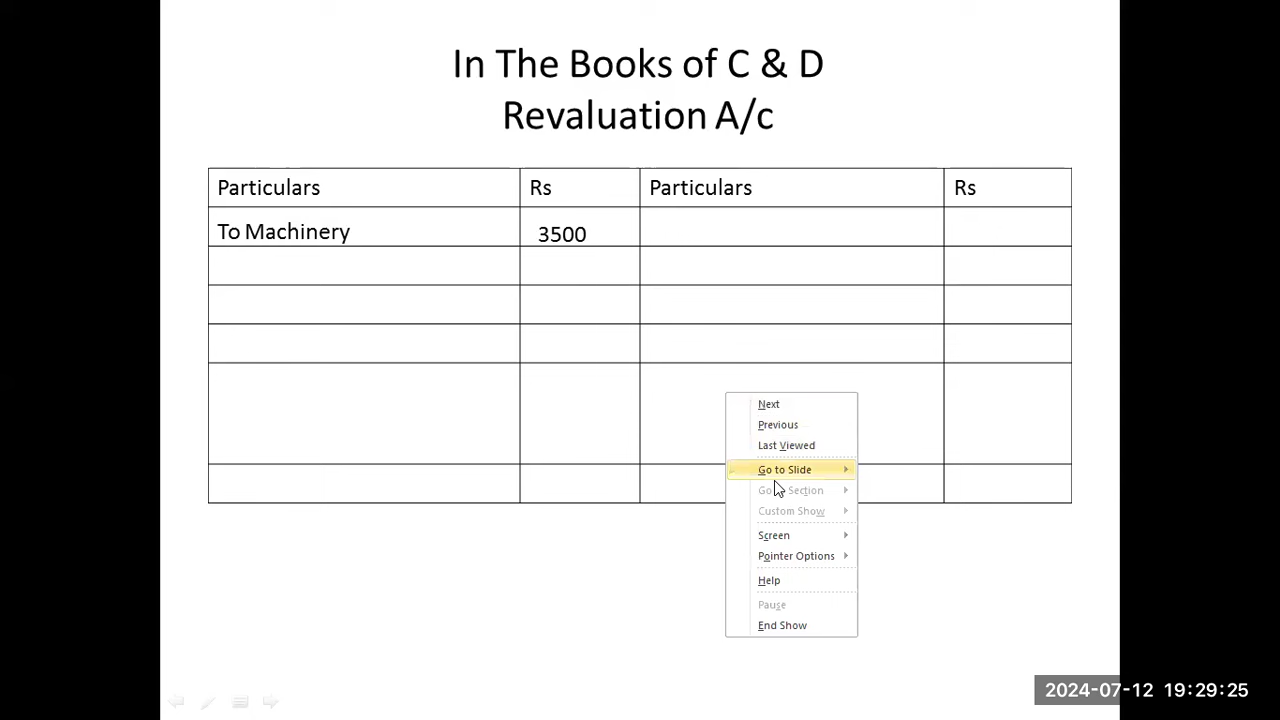 In The Books of C & D
Revaluation A/c
Particulars Rs Particulars Rs
To Machinery 3500
Next
Previous
Last Viewed
Go to Slide
Go to Section
Custom Show
Screen
Pointer Options
Help
Pause
End Show
2024-07-12 19:29:25